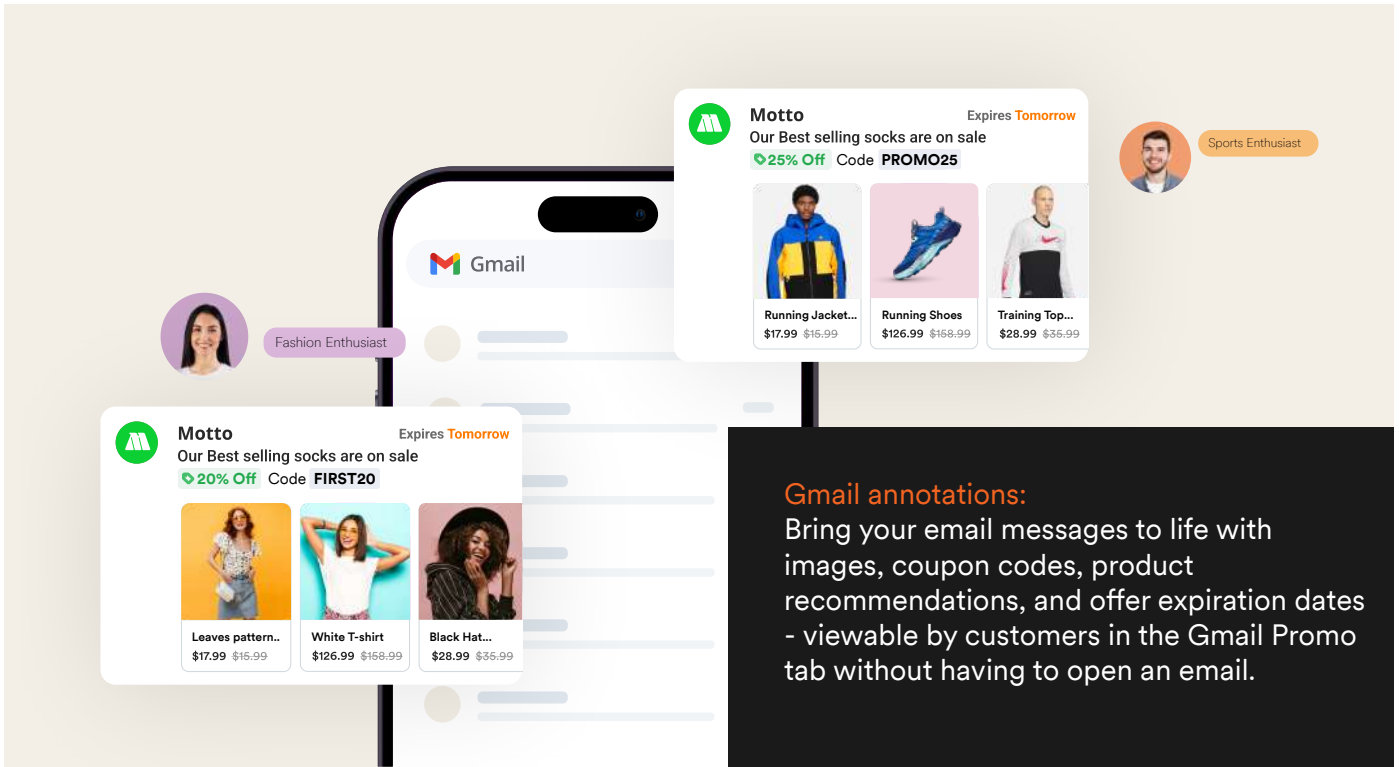 Motto
Expires Tomorrow
Our Best selling socks are on sale
25% Off Code PROMO25
Running Jacket...
$17.99 $15.99
Running Shoes
$126.99 $158.99
Training Top...
$28.99 $35.99
Sports Enthusiast
Gmail
Fashion Enthusiast
Motto
Expires Tomorrow
Our Best selling socks are on sale
20% Off Code FIRST20
Leaves pattern..
$17.99 $15.99
White T-shirt
$126.99 $158.99
Black Hat...
$28.99 $35.99
Gmail annotations:
Bring your email messages to life with
images, coupon codes, product
recommendations, and offer expiration dates
- viewable by customers in the Gmail Promo
tab without having to open an email.